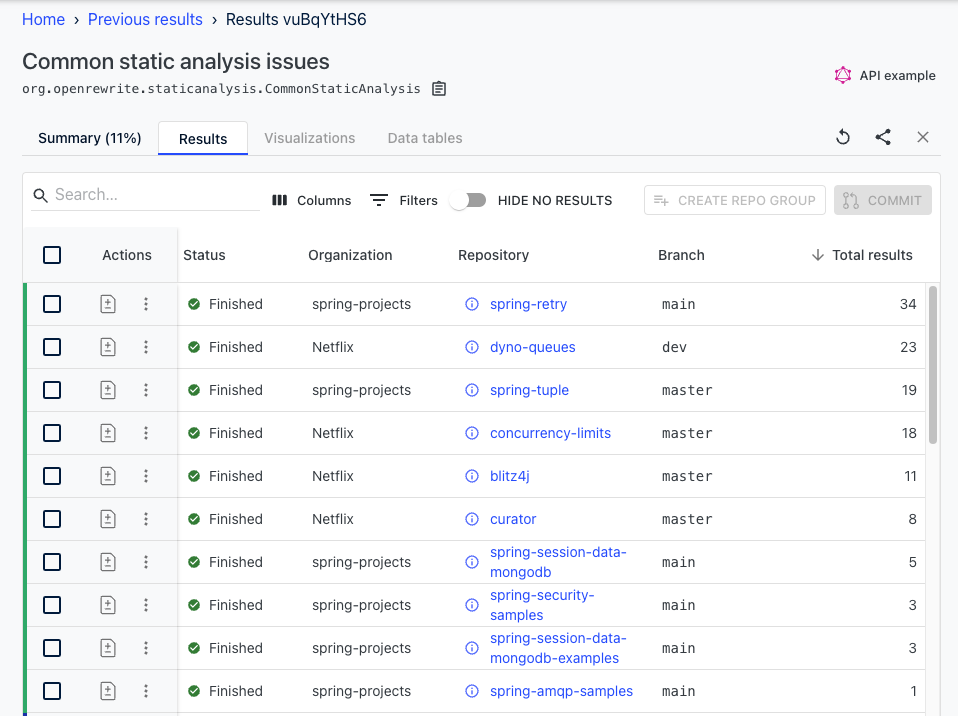 Home › Previous results › Results vuBqYtHS6
Common static analysis issues
org.openrewrite.staticanalysis.CommonStaticAnalysis
API example
Summary (11%) Results Visualizations Data tables
Search... Columns Filters HIDE NO RESULTS CREATE REPO GROUP COMMIT
Actions Status Organization Repository Branch Total results
Finished spring-projects spring-retry main 34
Finished Netflix dyno-queues dev 23
Finished spring-projects spring-tuple master 19
Finished Netflix concurrency-limits master 18
Finished Netflix blitz4j master 11
Finished Netflix curator master 8
Finished spring-projects spring-session-data- main 5
mongodb
Finished spring-projects spring-security- main 3
samples
Finished spring-projects spring-session-data- main 3
mongodb-examples
Finished spring-projects spring-amqp-samples main 1